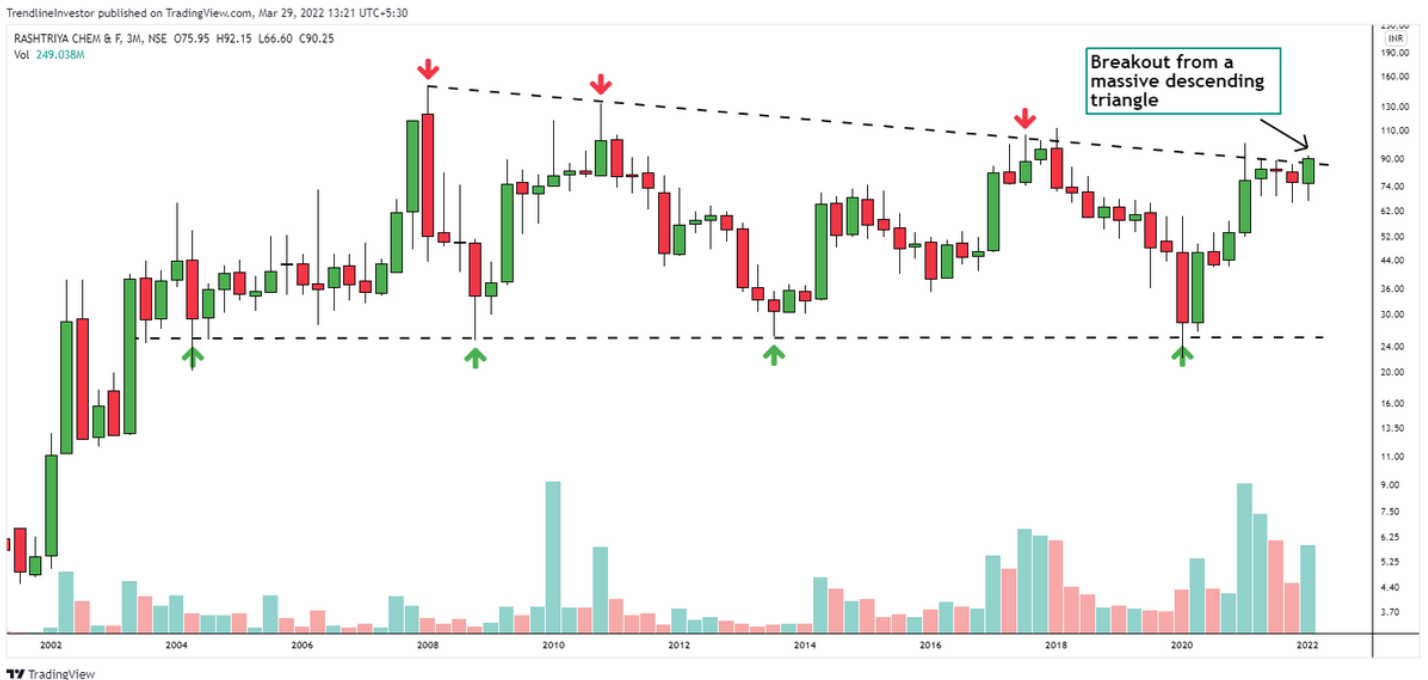 TrendlineInvestor published on TradingView.com, Mar 29, 2022 13:21 UTC+5:30
RASHTRIYA CHEM & F, 3M, NSE O75.95 H92.15 L66.60 C90.25
Vol 249.038M
INR
Breakout from a
massive descending
triangle
190.00
160.00
130.00
110.00
90.00
74.00
62.00
52.00
44.00
36.00
30.00
24.00
20.00
16.00
13.50
11.00
9.00
7.50
6.25
5.25
4.40
3.70
2002 2004 2006 2008 2010 2012 2014 2016 2018 2020 2022
TradingView